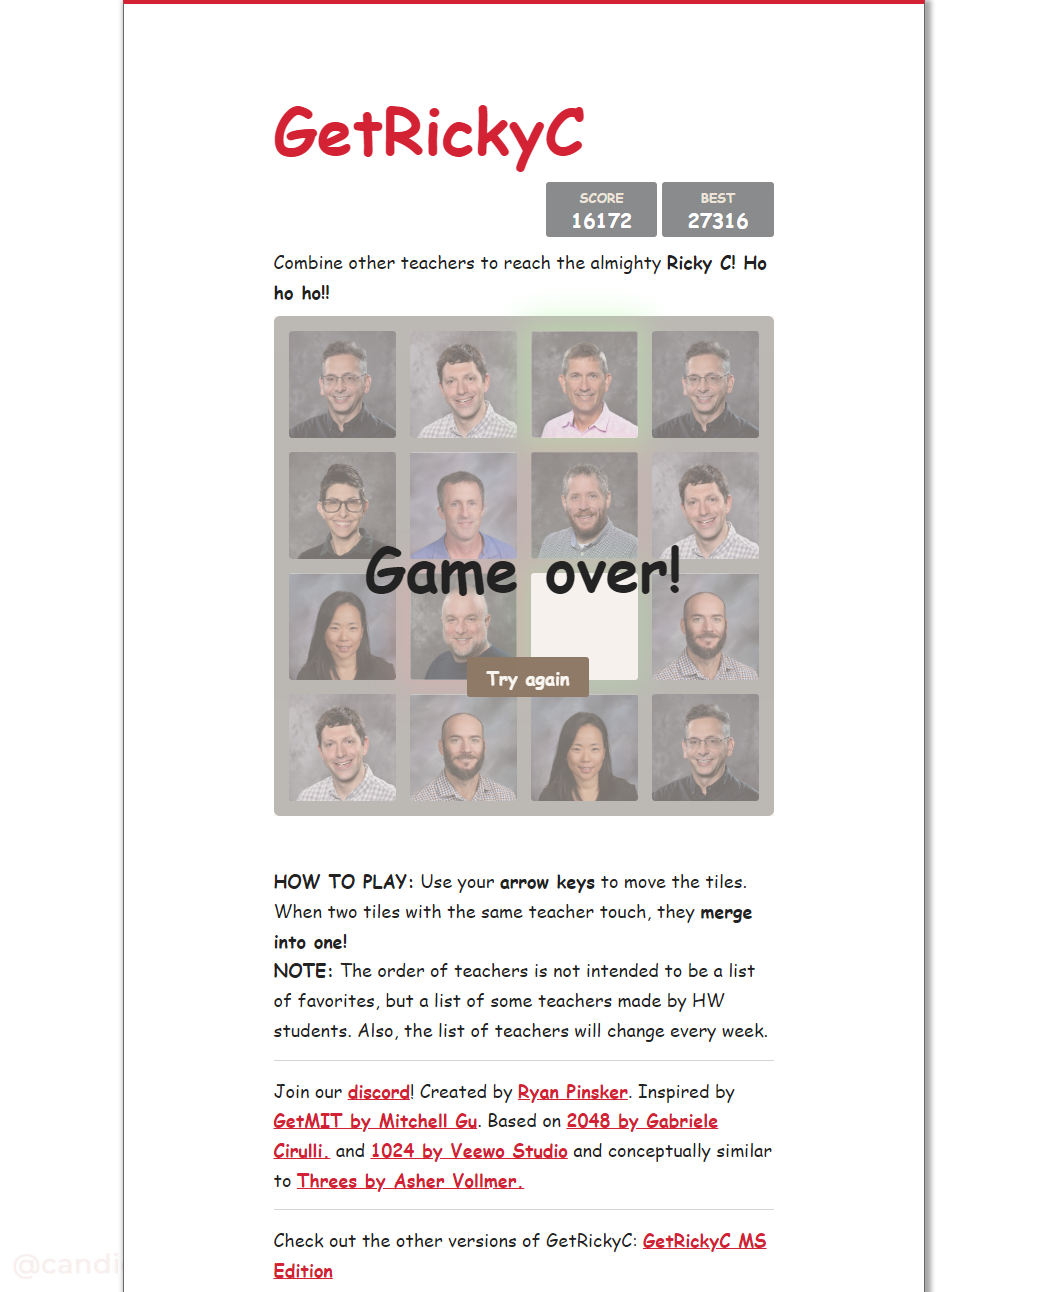 GetRickyC
SCORE
16172
BEST
27316
Combine other teachers to reach the almighty Ricky C! Ho
ho ho!!
Game over!
Try again
HOW TO PLAY: Use your arrow keys to move the tiles.
When two tiles with the same teacher touch, they merge
into one!
NOTE: The order of teachers is not intended to be a list
of favorites, but a list of some teachers made by HW
students. Also, the list of teachers will change every week.
Join our discord! Created by Ryan Pinsker. Inspired by
GetMIT by Mitchell Gu. Based on 2048 by Gabriele
Cirulli. and 1024 by Veewo Studio and conceptually similar
to Threes by Asher Vollmer.
Check out the other versions of GetRickyC: GetRickyC MS
Edition